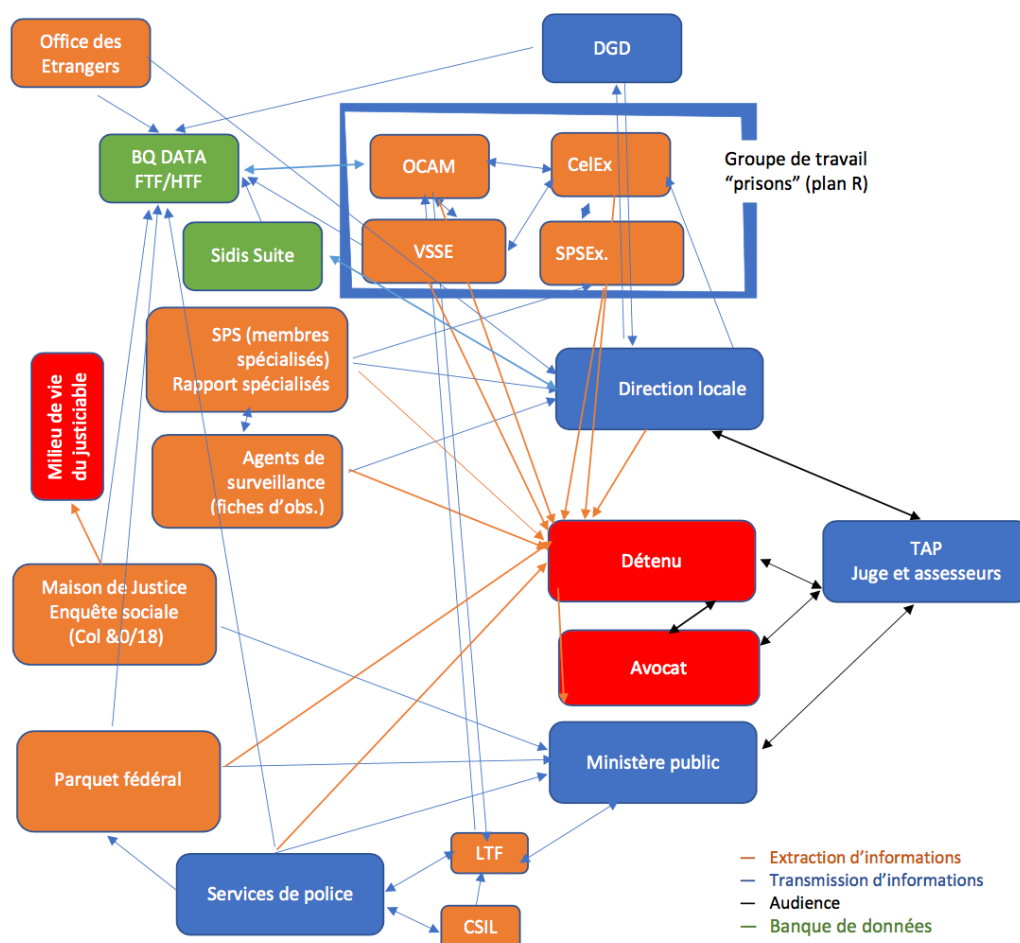 Office des
Etrangers
DGD
BQ DATA
FTF/HTF
OCAM
CelEx
Groupe de travail
“prisons” (plan R)
Sidis Suite
VSSE
SPSEx.
SPS (membres
spécialisés)
Rapport spécialisés
Direction locale
Milieu de vie
du justiciable
Agents de
surveillance
(fiches d’obs.)
Détenu
TAP
Juge et assesseurs
Maison de Justice
Enquête sociale
(Col &0/18)
Avocat
Parquet fédéral
Ministère public
LTF
Services de police
CSIL
Extraction d’informations
Transmission d’informations
Audience
Banque de données